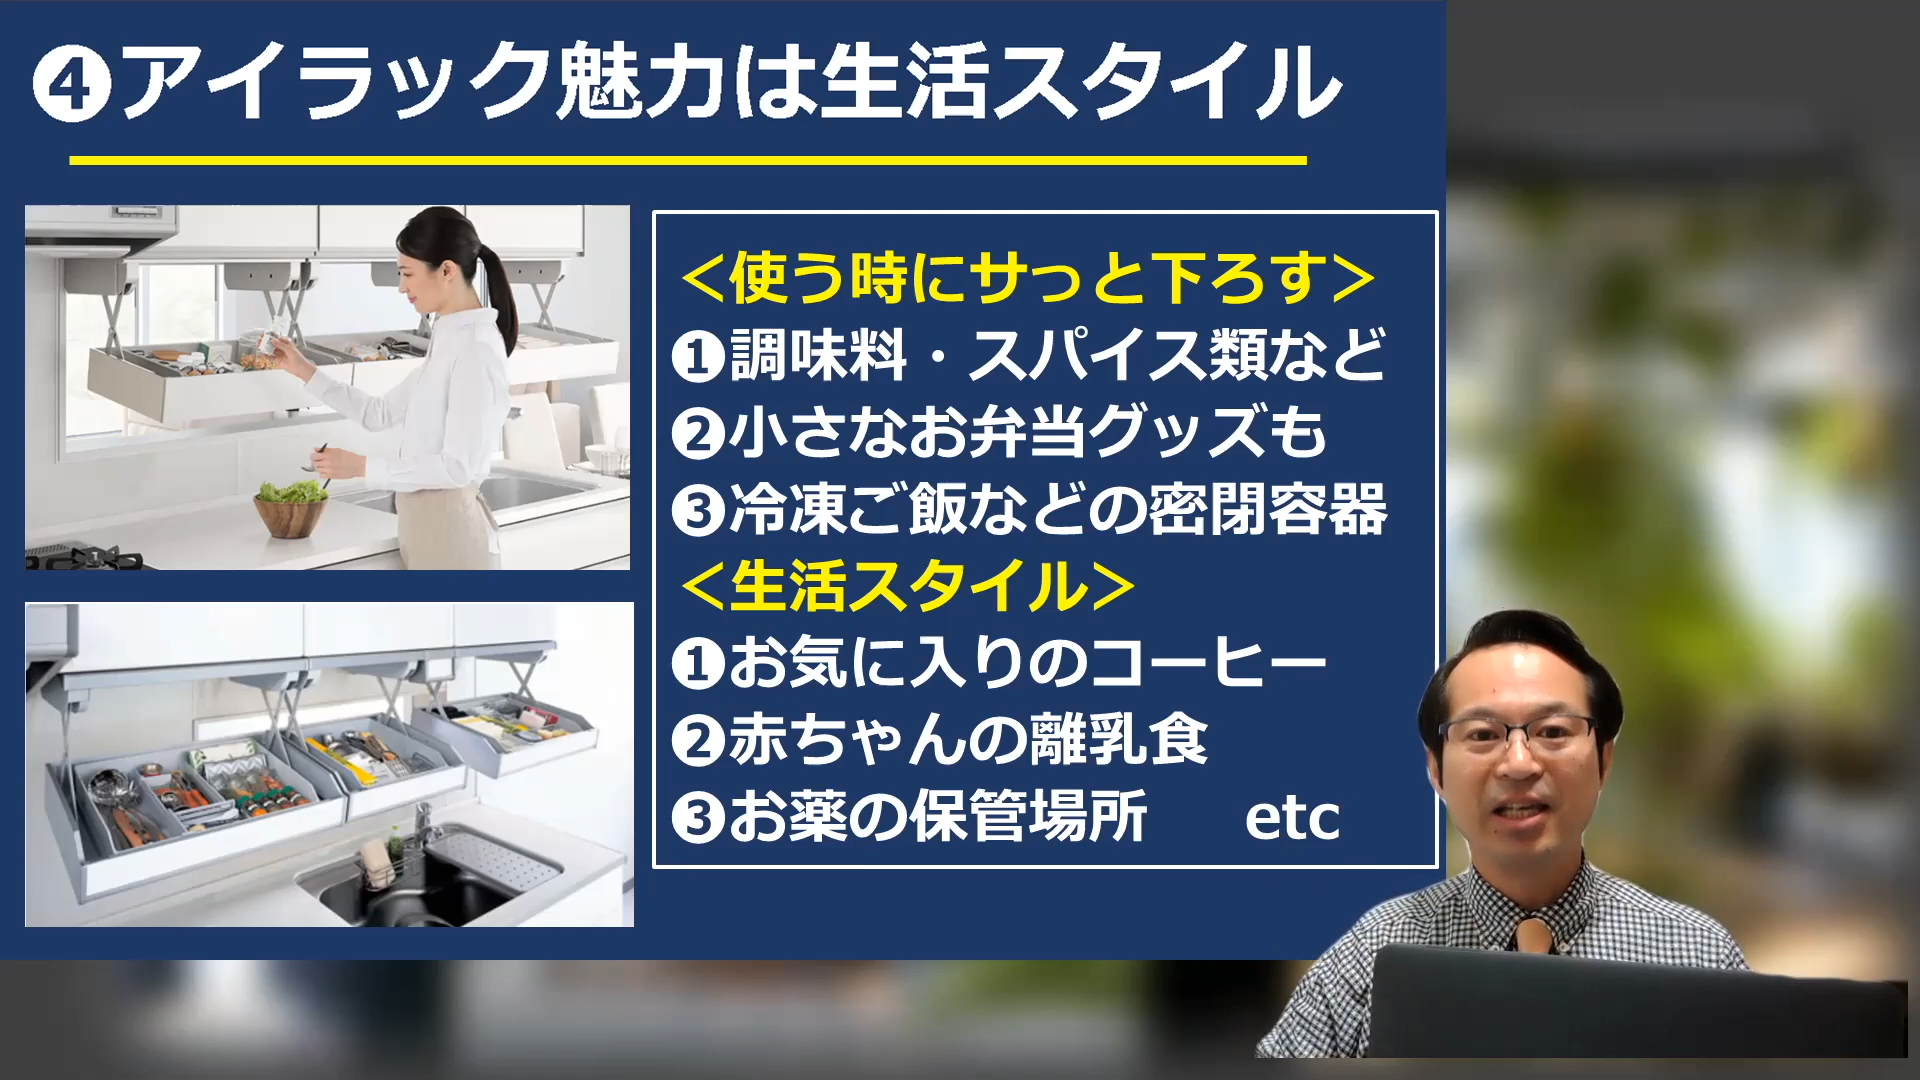 ❹アイラック魅力は生活スタイル
＜使う時にサっと下ろす＞
❶調味料・スパイス類など
❷小さなお弁当グッズも
❸冷凍ご飯などの密閉容器
＜生活スタイル＞
❶お気に入りのコーヒー
❷赤ちゃんの離乳食
❸お薬の保管場所　etc